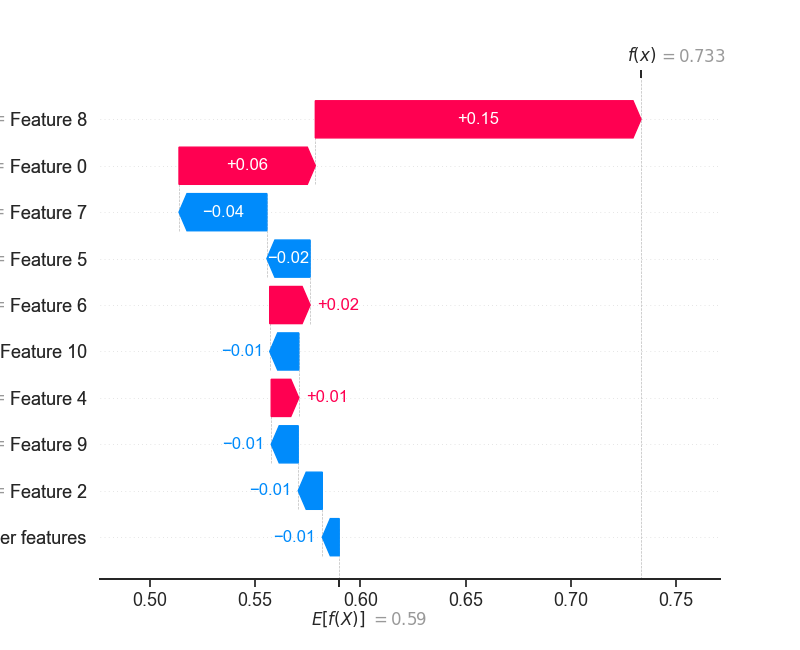 f(x) = 0.733
= Feature 8 +0.15
= Feature 0 +0.06
= Feature 7 −0.04
= Feature 5 −0.02
= Feature 6 +0.02
Feature 10 −0.01
= Feature 4 +0.01
= Feature 9 −0.01
= Feature 2 −0.01
er features −0.01
0.50 0.55 0.60 0.65 0.70 0.75
E[f(X)] = 0.59